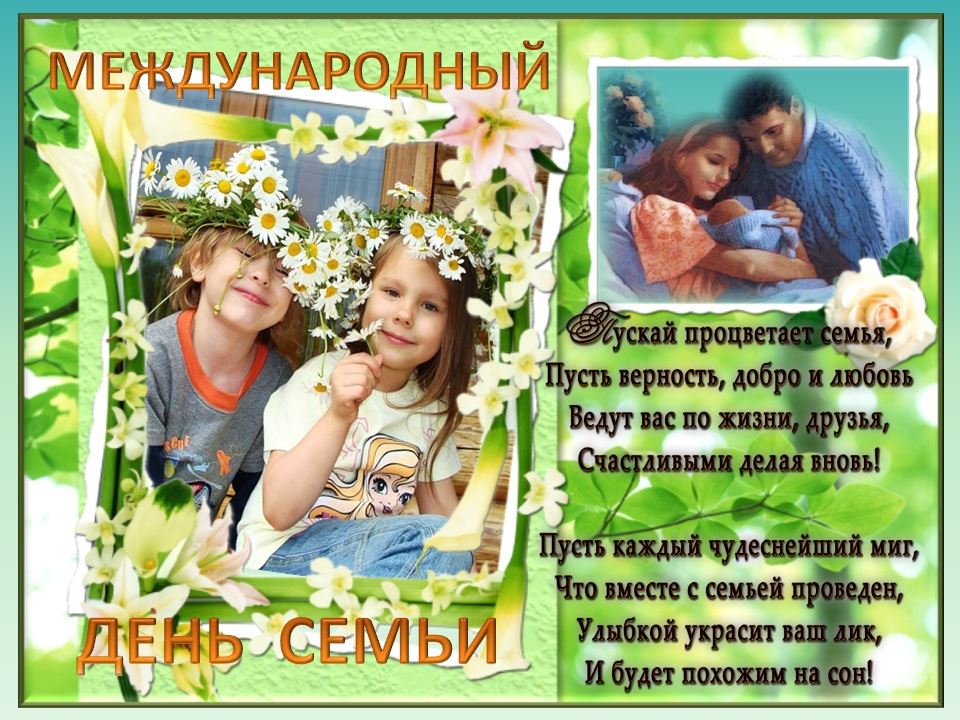 МЕЖДУНАРОДНЫЙ
ДЕНЬ СЕМЬИ
Пускай процветает семья,
Пусть верность, добро и любовь
Ведут вас по жизни, друзья,
Счастливыми делая вновь!
Пусть каждый чудеснейший миг,
Что вместе с семьей проведен,
Улыбкой украсит ваш лик,
И будет похожим на сон!